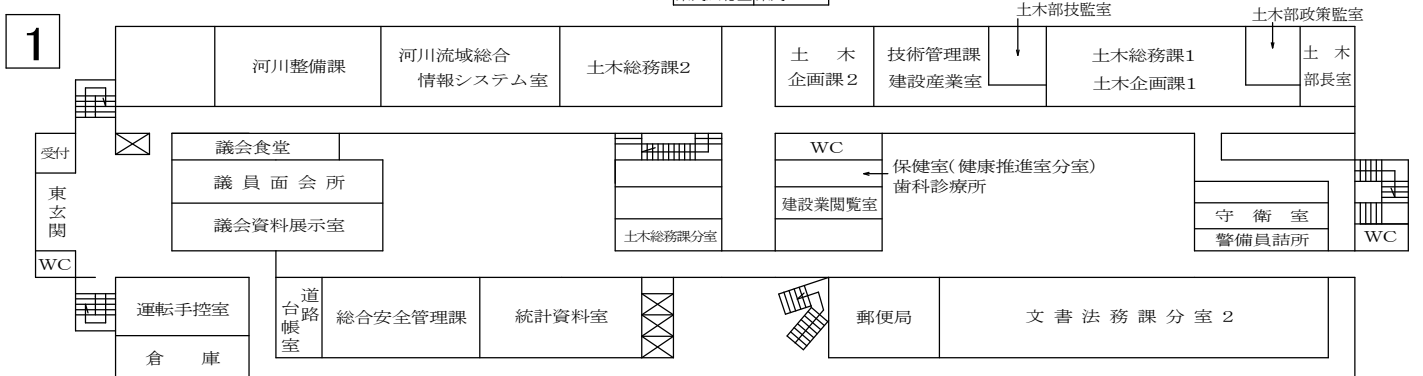 土木部技監室
土木部政策監室
1
河川整備課
河川流域総合
情報システム室
土木総務課2
土 木
企画課2
技術管理課
建設産業室
土木総務課1
土木企画課1
土 木
部長室
受付
東玄関
WC
議会食堂
議 員 面 会 所
議会資料展示室
土木総務課分室
WC
保健室(健康推進室分室)
歯科診療所
建設業閲覧室
守 衛 室
警備員詰所
WC
運転手控室
倉 庫
道路
台帳室
総合安全管理課
統計資料室
郵便局
文 書 法 務 課 分 室 2